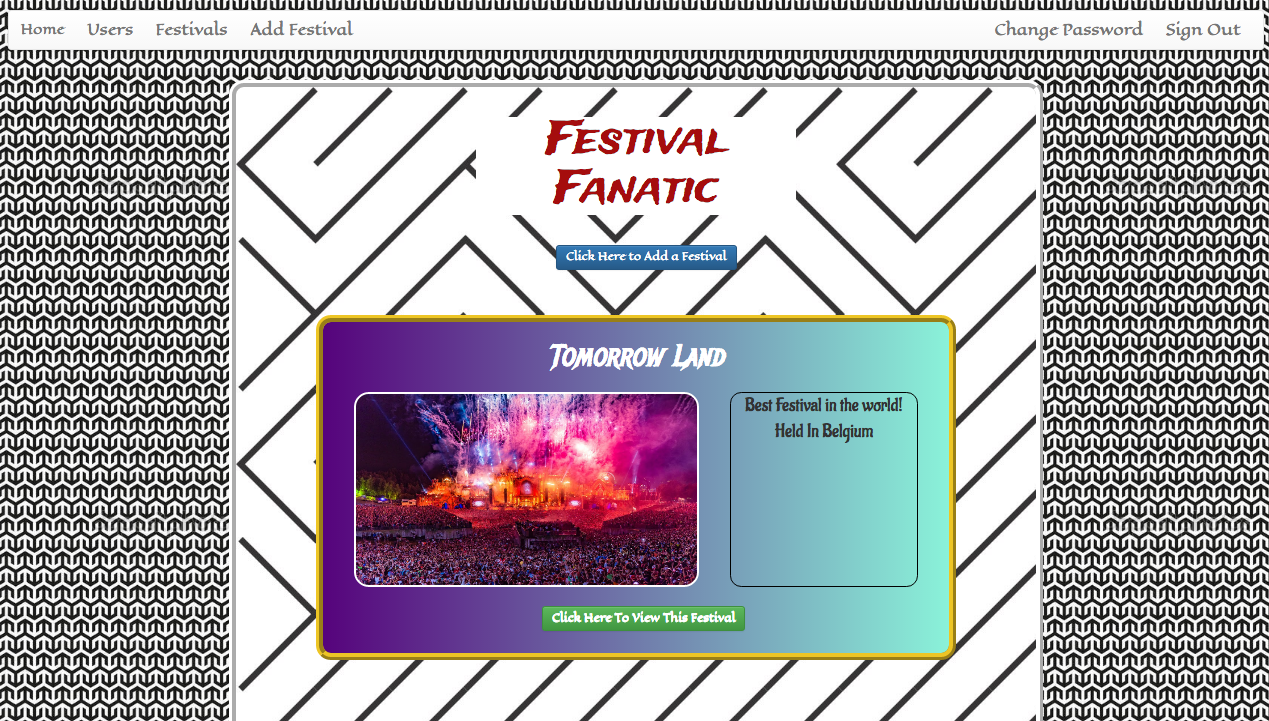 Home Users Festivals Add Festival Change Password Sign Out
Festival
Fanatic
Click Here to Add a Festival
Tomorrow Land
Best Festival in the world!
Held In Belgium
Click Here To View This Festival